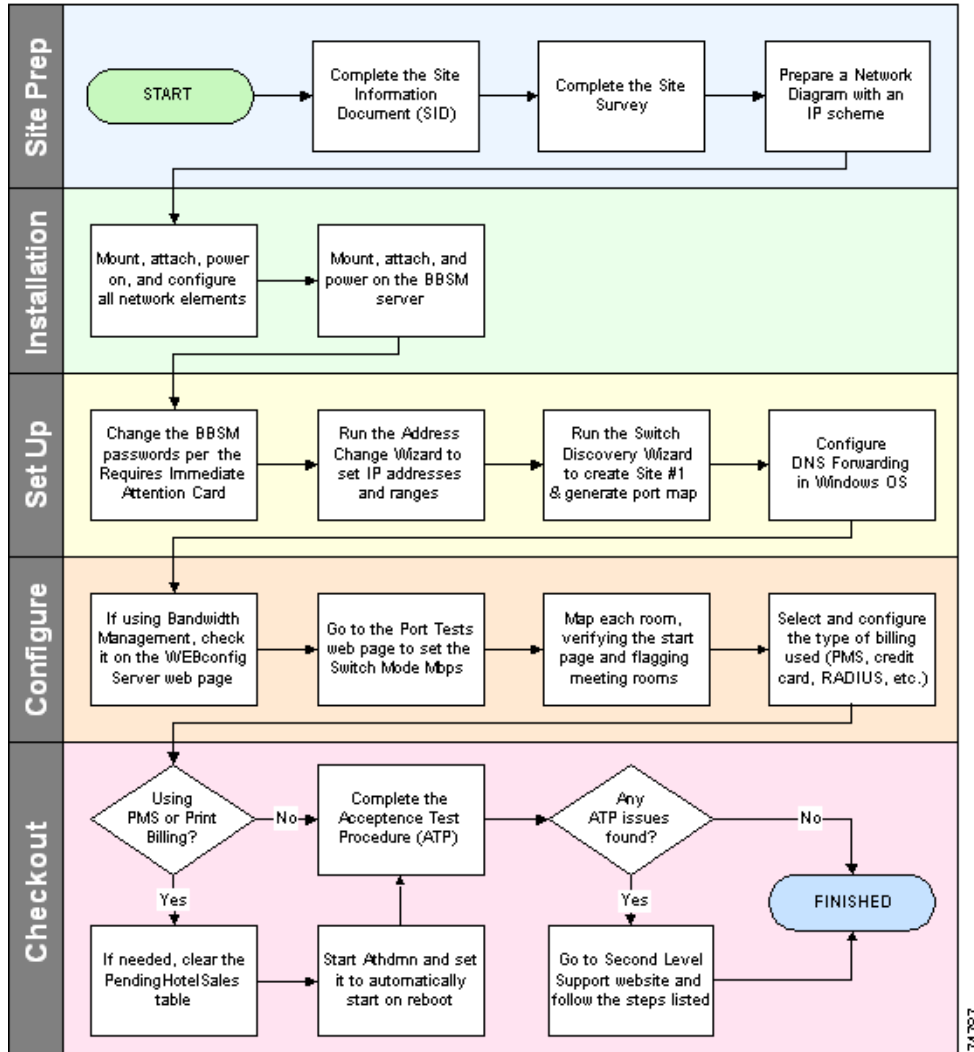 Site Prep
START
Complete the Site
Information
Document (SID)
Complete the Site
Survey
Prepare a Network
Diagram with an
IP scheme
Installation
Mount, attach, power
on, and configure
all network elements
Mount, attach, and
power on the BBSM
server
Set Up
Change the BBSM
passwords per the
Requires Immediate
Attention Card
Run the Address
Change Wizard to
set IP addresses
and ranges
Run the Switch
Discovery Wizard
to create Site #1
& generate port map
Configure
DNS Forwarding
in Windows OS
Configure
If using Bandwidth
Management, check
it on the WEBconfig
Server web page
Go to the Port Tests
web page to set the
Switch Mode Mbps
Map each room,
verifying the start
page and flagging
meeting rooms
Select and configure
the type of billing
used (PMS, credit
card, RADIUS, etc.)
Checkout
Using
PMS or Print
Billing?
No
Complete the
Acceptence Test
Procedure (ATP)
Any
ATP issues
found?
No
Yes
Yes
FINISHED
If needed, clear the
PendingHotelSales
table
Start Athdmn and set
it to automatically
start on reboot
Go to Second Level
Support website and
follow the steps listed
74787